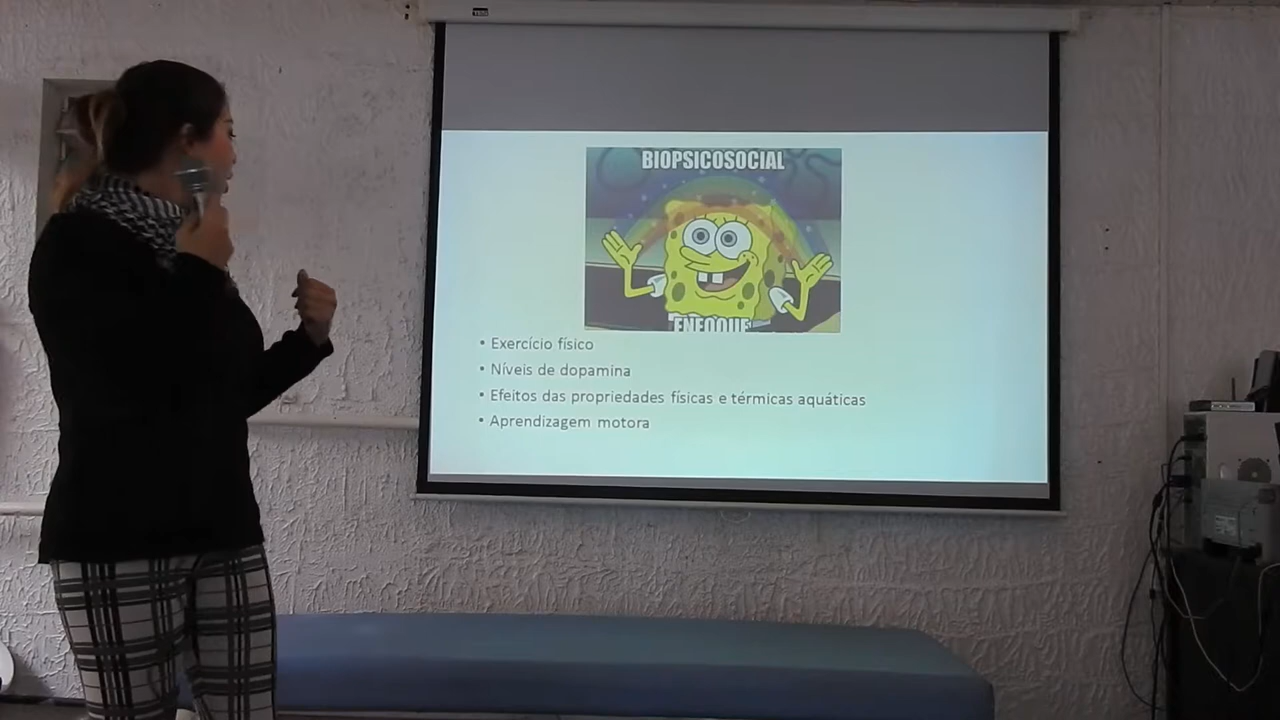 BIOPSICOSOCIAL
ENFOQUE
• Exercício físico
• Níveis de dopamina
• Efeitos das propriedades físicas e térmicas aquáticas
• Aprendizagem motora